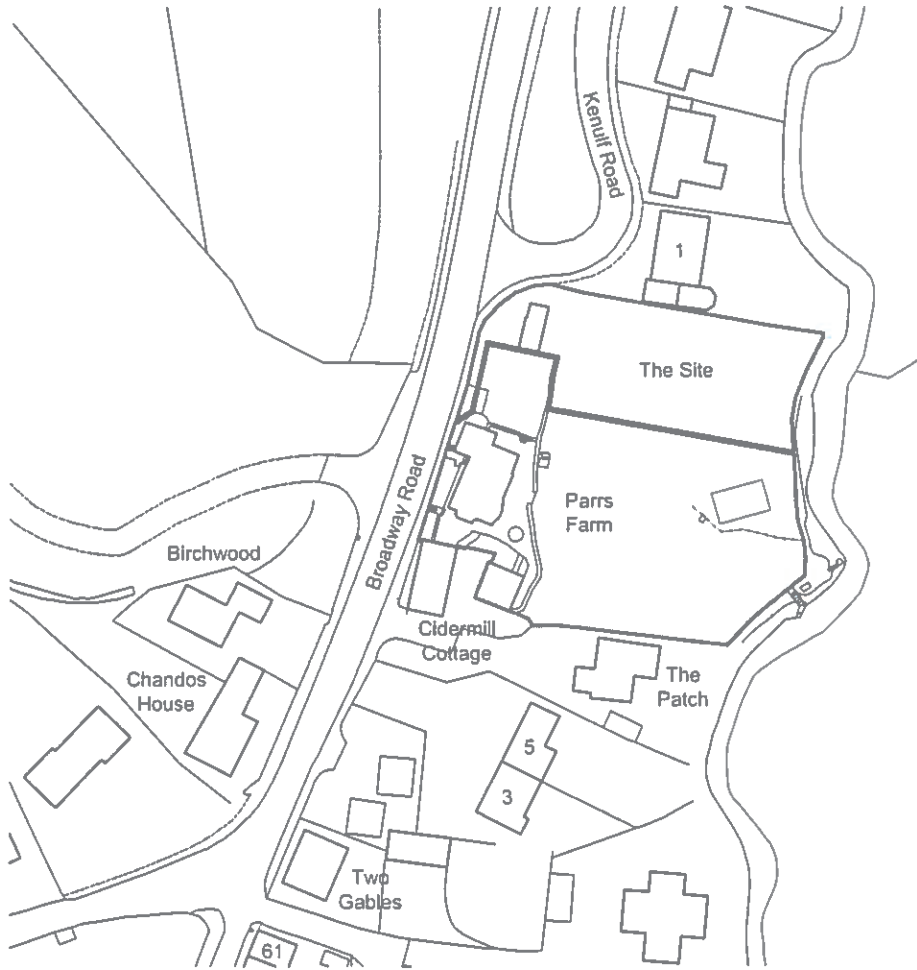 Kenulf Road
1
The Site
Broadway Road
Parrs
Farm
Birchwood
Cidermill
Cottage
Chandos
House
The
Patch
5
3
Two
Gables
61